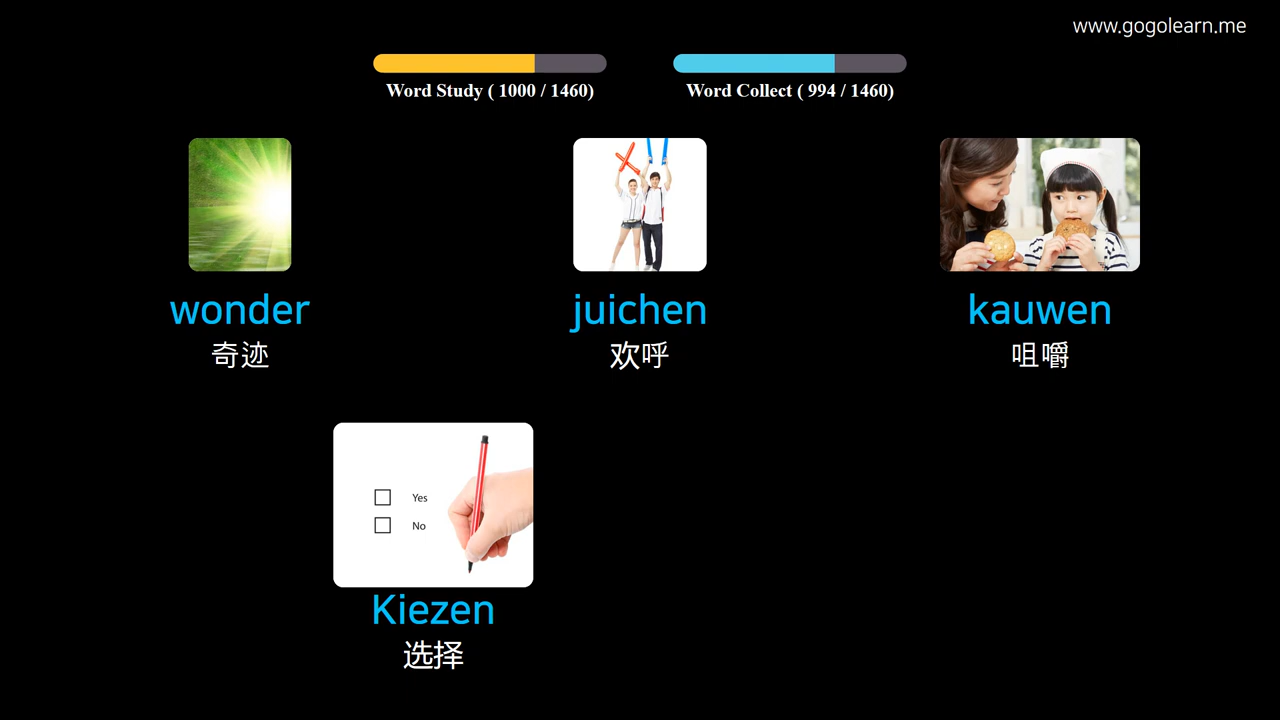 www.gogolearn.me
Word Study ( 1000 / 1460)
Word Collect ( 994 / 1460)
wonder
奇迹
juichen
欢呼
kauwen
咀嚼
Yes
No
Kiezen
选择